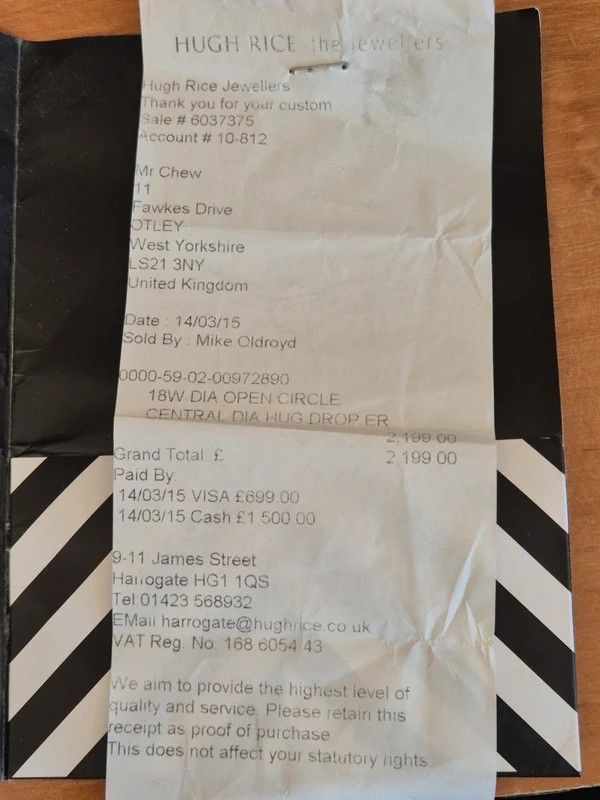 HUGH RICE the jewellers
Hugh Rice Jewellers
Thank you for your custom
Sale # 6037375
Account # 10-812
Mr Chew
11
Fawkes Drive
OTLEY
West Yorkshire
LS21 3NY
United Kingdom
Date : 14/03/15
Sold By : Mike Oldroyd
0000-59-02-00972890
18W DIA OPEN CIRCLE
CENTRAL DIA HUG DROP ER
2,199.00
Grand Total £ 2,199.00
Paid By:
14/03/15 VISA £699.00
14/03/15 Cash £1,500.00
9-11 James Street
Harrogate HG1 1QS
Tel:01423 568932
EMail harrogate@hughrice.co.uk
VAT Reg. No. 168 6054 43
We aim to provide the highest level of
quality and service. Please retain this
receipt as proof of purchase
This does not affect your statutory rights